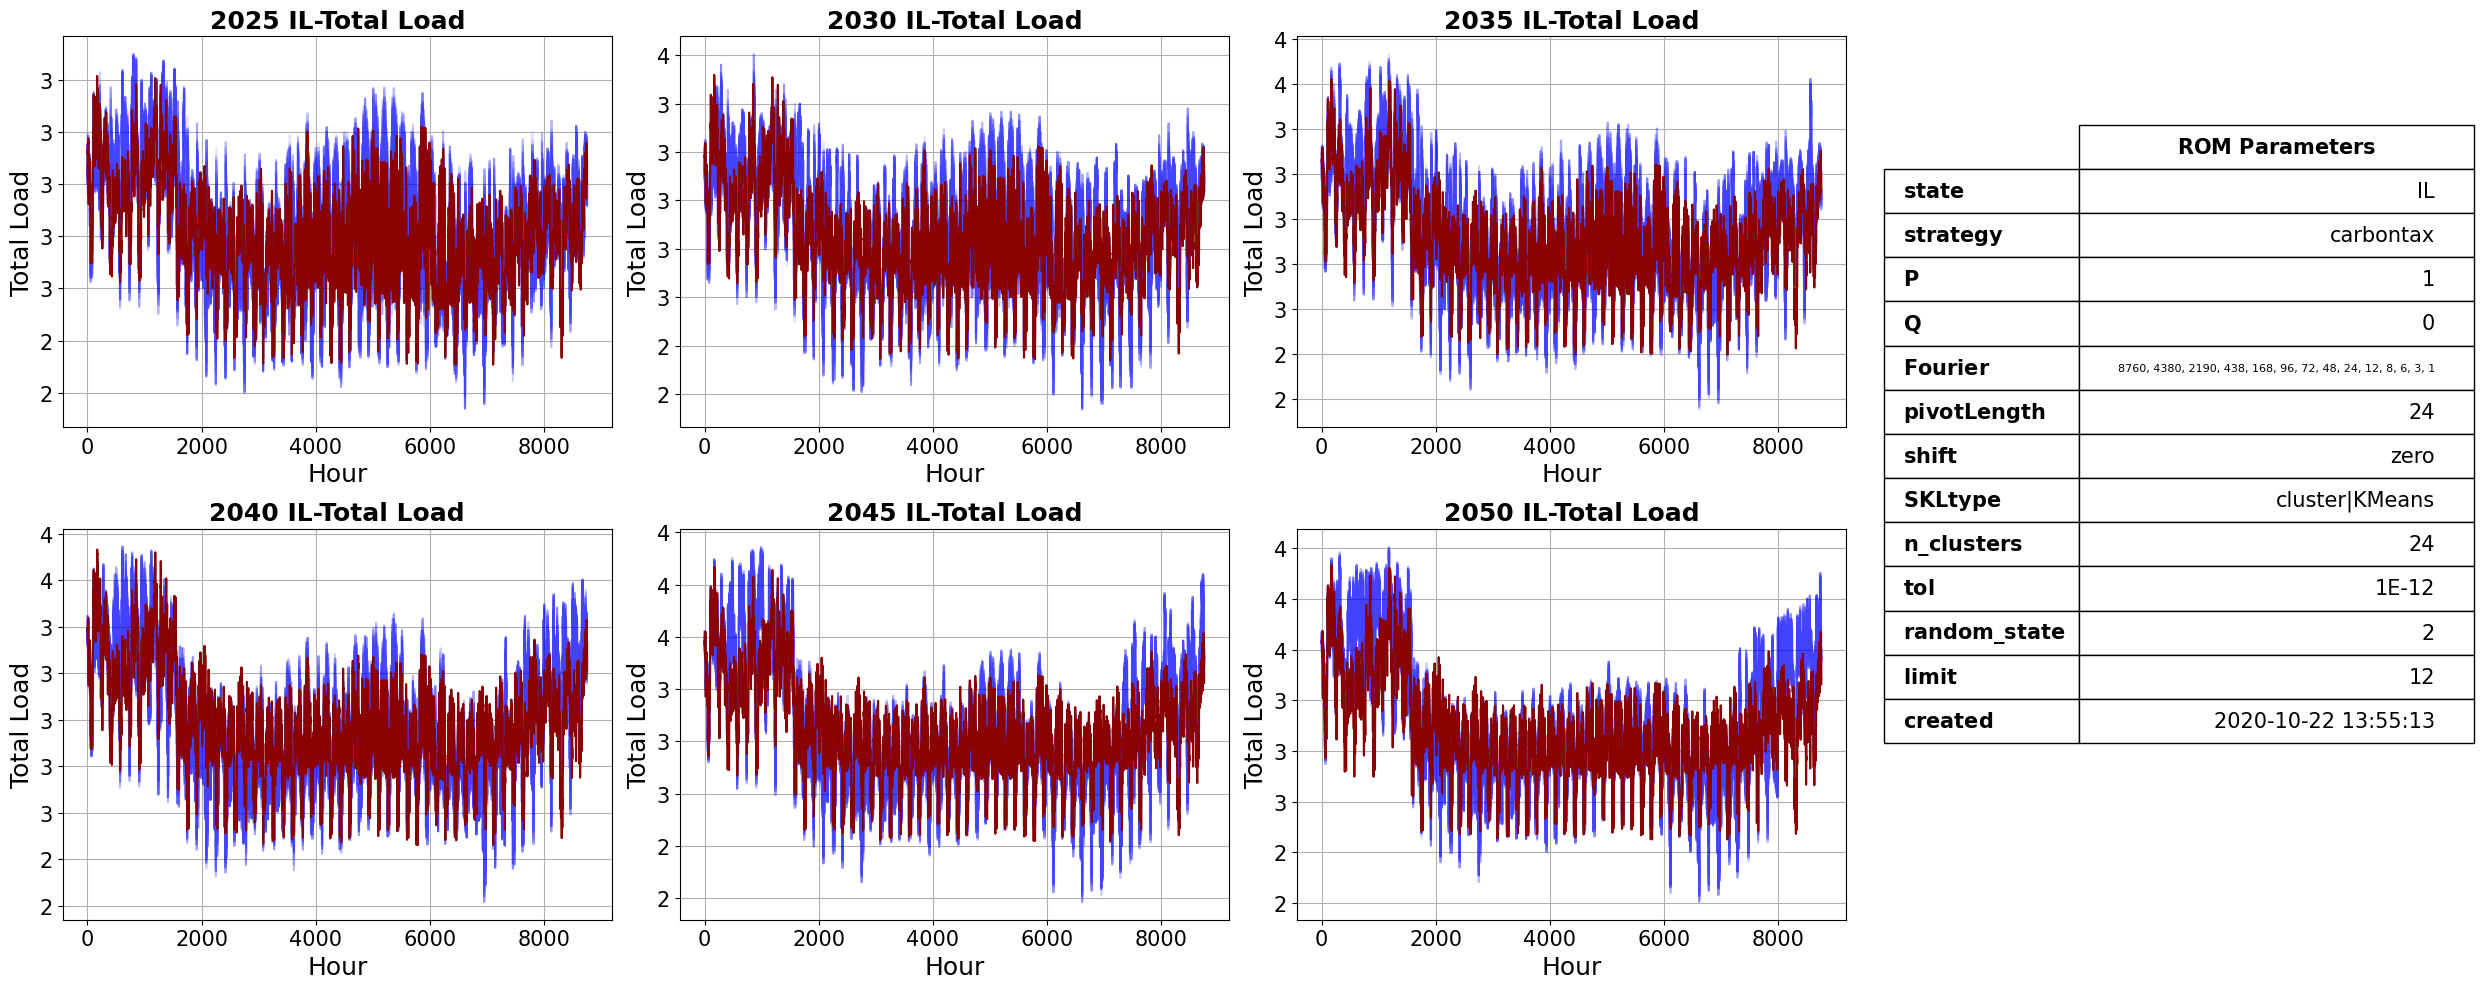 2025 IL-Total Load
Total Load
3
3
3
3
3
2
2
0 2000 4000 6000 8000
Hour
2030 IL-Total Load
Total Load
4
3
3
3
3
3
2
2
0 2000 4000 6000 8000
Hour
2035 IL-Total Load
Total Load
4
4
3
3
3
3
3
2
2
0 2000 4000 6000 8000
Hour
2040 IL-Total Load
Total Load
4
4
3
3
3
3
3
2
2
0 2000 4000 6000 8000
Hour
2045 IL-Total Load
Total Load
4
4
4
3
3
3
2
2
0 2000 4000 6000 8000
Hour
2050 IL-Total Load
Total Load
4
4
4
3
3
3
2
2
0 2000 4000 6000 8000
Hour
ROM Parameters
state IL
strategy carbontax
P 1
Q 0
Fourier 8760, 4380, 2190, 438, 168, 96, 72, 48, 24, 12, 8, 6, 3, 1
pivotLength 24
shift zero
SKLtype cluster|KMeans
n_clusters 24
tol 1E-12
random_state 2
limit 12
created 2020-10-22 13:55:13